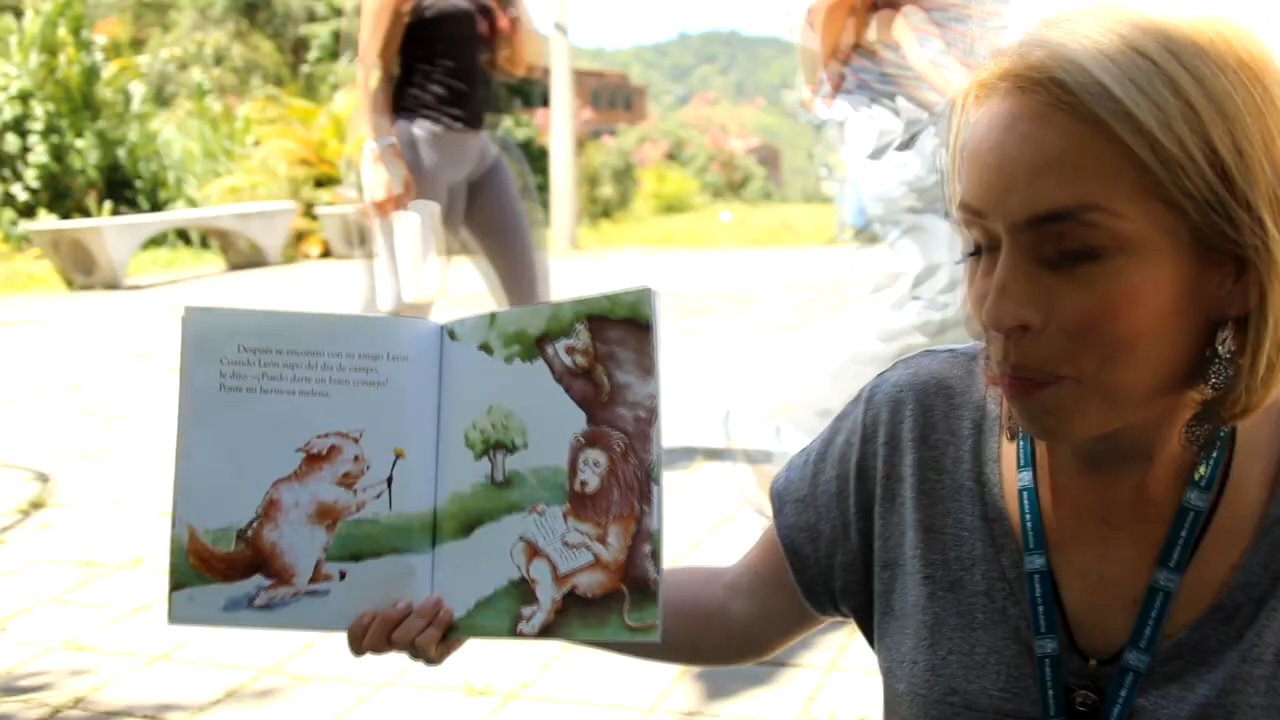 Después se encontró con su amigo León.
Cuando León supo del día de campo,
le dijo: —¡Puedo darte un buen consejo!
Ponte mi hermosa melena.